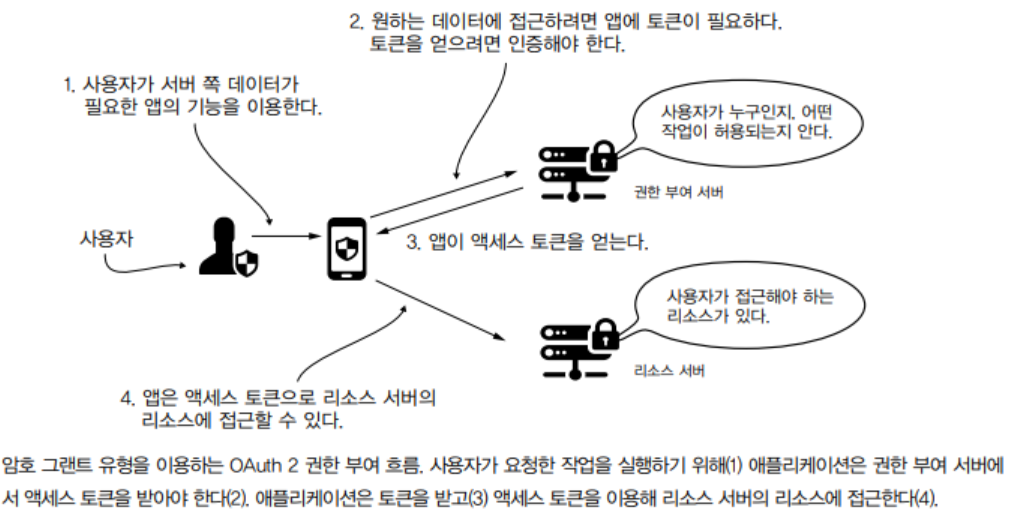 2. 원하는 데이터에 접근하려면 앱에 토큰이 필요하다.
토큰을 얻으려면 인증해야 한다.
1. 사용자가 서버 쪽 데이터가
필요한 앱의 기능을 이용한다.
사용자가 누구인지, 어떤
작업이 허용되는지 안다.
권한 부여 서버
사용자
3. 앱이 액세스 토큰을 얻는다.
사용자가 접근해야 하는
리소스가 있다.
리소스 서버
4. 앱은 액세스 토큰으로 리소스 서버의
리소스에 접근할 수 있다.
암호 그랜트 유형을 이용하는 OAuth 2 권한 부여 흐름. 사용자가 요청한 작업을 실행하기 위해(1) 애플리케이션은 권한 부여 서버에
서 액세스 토큰을 받아야 한다(2). 애플리케이션은 토큰을 받고(3) 액세스 토큰을 이용해 리소스 서버의 리소스에 접근한다(4).